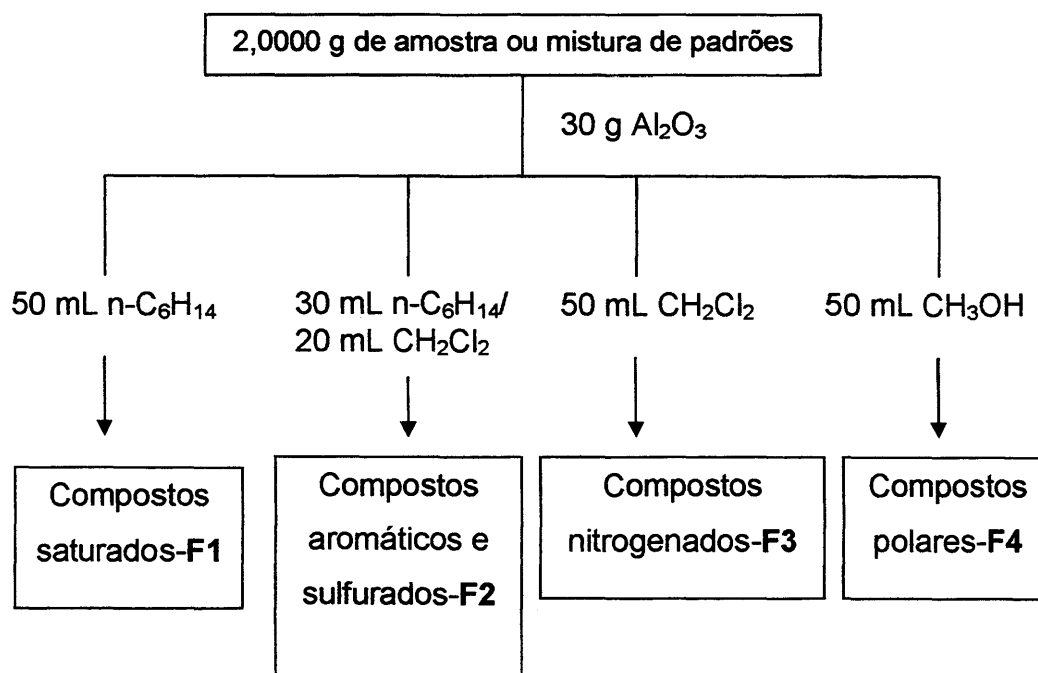 2,0000 g de amostra ou mistura de padrões
30 g Al₂O₃
50 mL n-C₆H₁₄
30 mL n-C₆H₁₄/
20 mL CH₂Cl₂
50 mL CH₂Cl₂
50 mL CH₃OH
Compostos
saturados-F1
Compostos
aromáticos e
sulfurados-F2
Compostos
nitrogenados-F3
Compostos
polares-F4